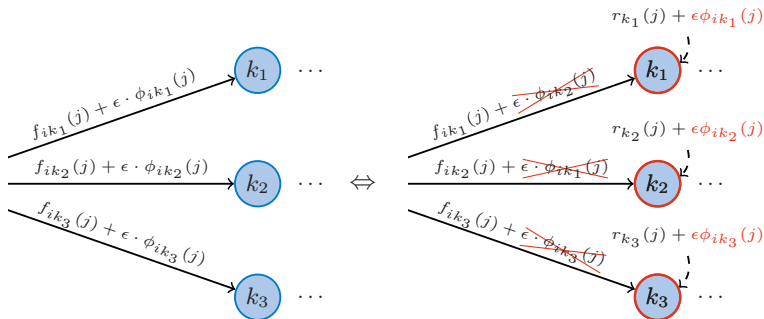 f_{ik_1}(j) + ϵ · ϕ_{ik_1}(j)
k_1 ···
f_{ik_2}(j) + ϵ · ϕ_{ik_2}(j)
k_2 ···
f_{ik_3}(j) + ϵ · ϕ_{ik_3}(j)
k_3 ···
⇔
r_{k_1}(j) + ϵϕ_{ik_1}(j)
f_{ik_1}(j) + ϵ · ϕ_{ik_2}(j)
k_1 ···
r_{k_2}(j) + ϵϕ_{ik_2}(j)
f_{ik_2}(j) + ϵ · ϕ_{ik_1}(j)
k_2 ···
r_{k_3}(j) + ϵϕ_{ik_3}(j)
f_{ik_3}(j) + ϵ · ϕ_{ik_3}(j)
k_3 ···